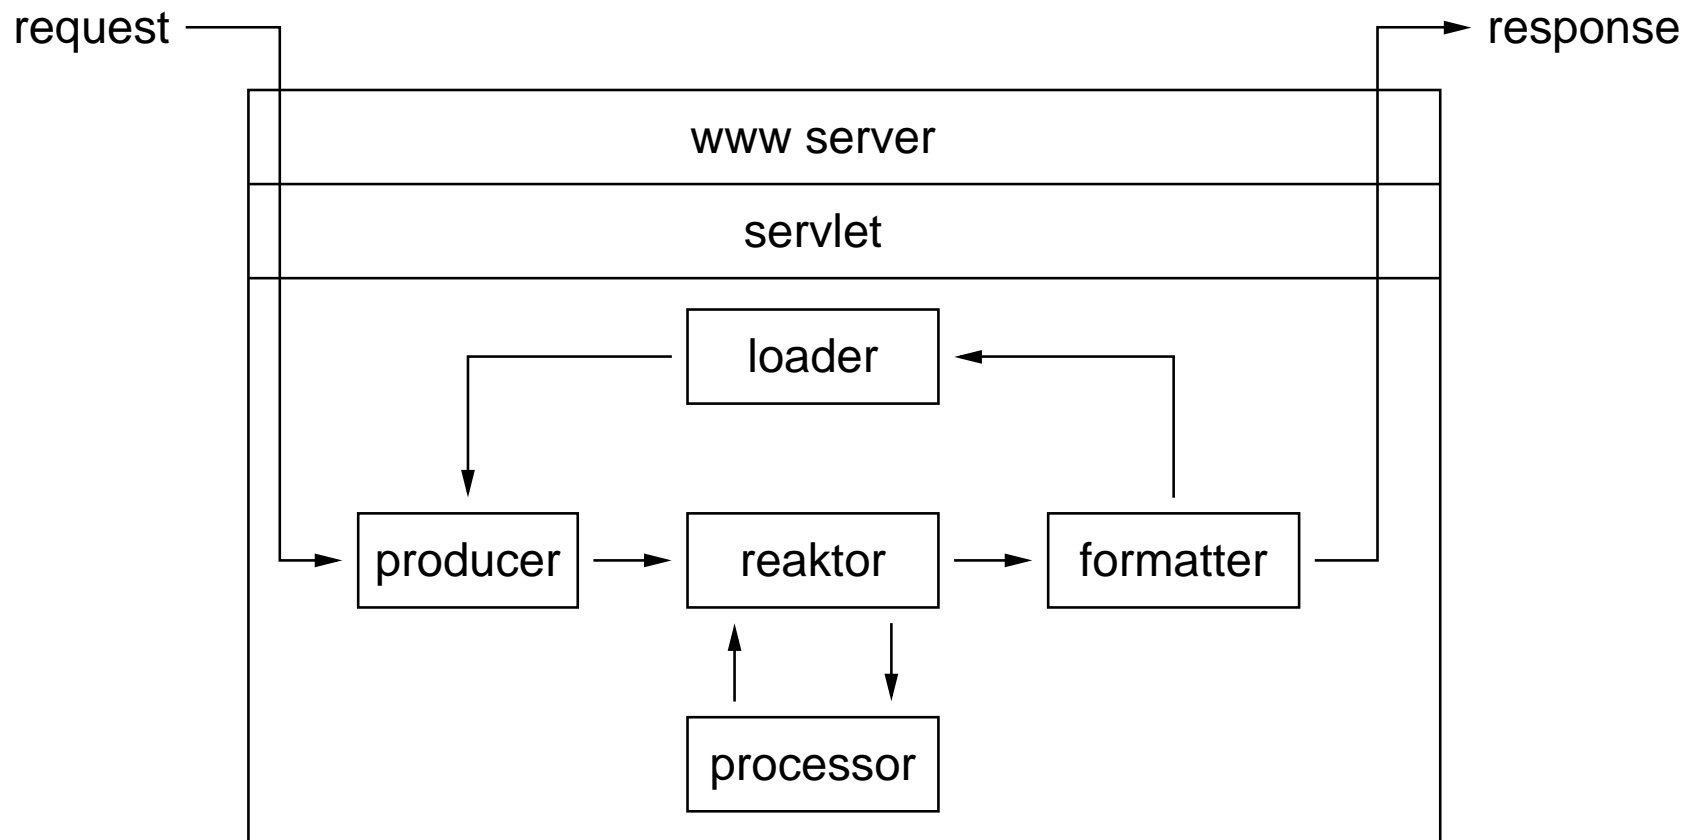 request
response
www server
servlet
loader
producer
reaktor
formatter
processor